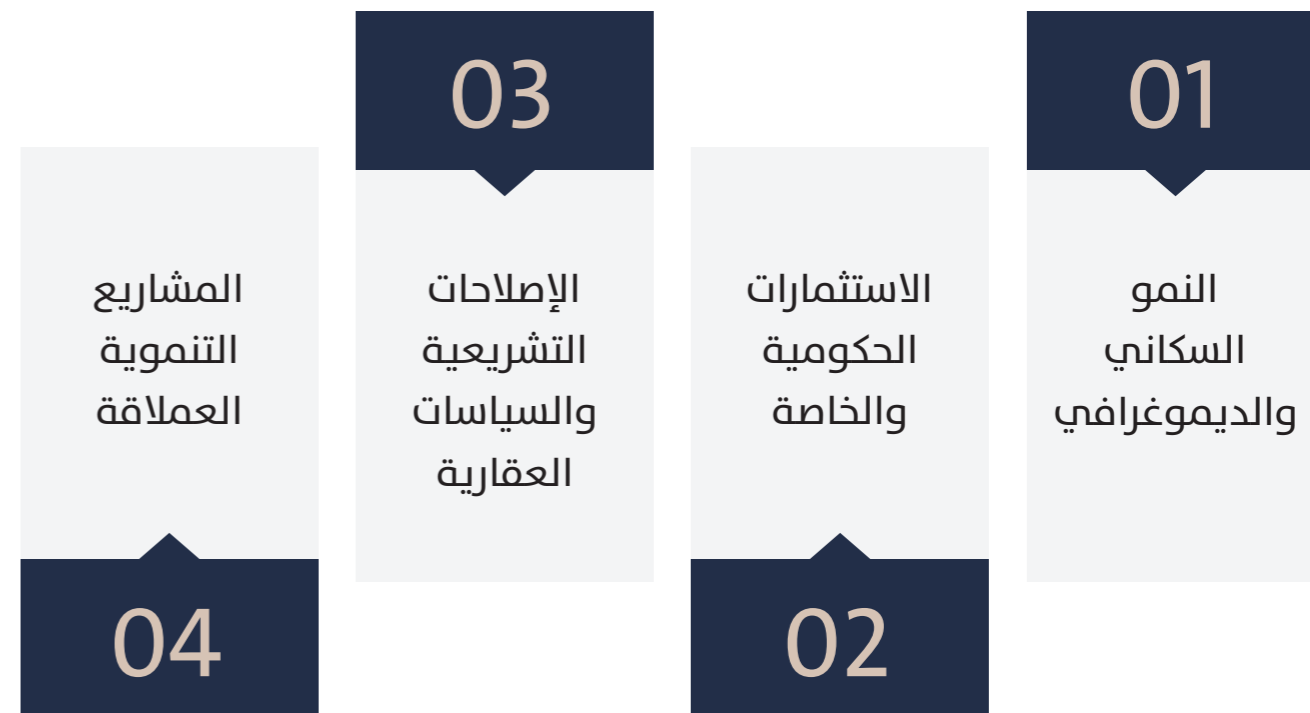 01
النمو
السكاني
والديموغرافي
02
الاستثمارات
الحكومية
والخاصة
03
الإصلاحات
التشريعية
والسياسات
العقارية
04
المشاريع
التنموية
العملاقة